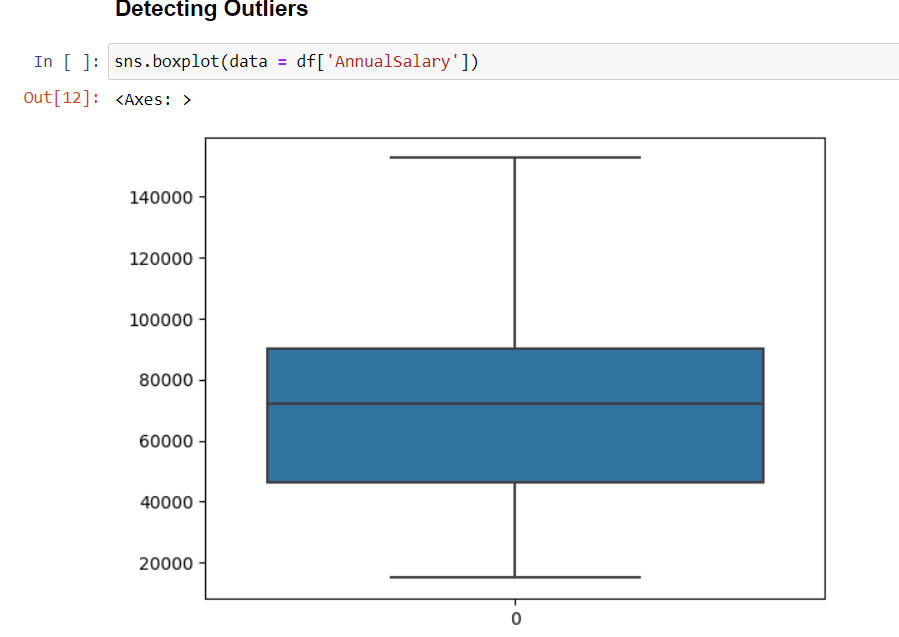 Detecting Outliers
In [ ]: sns.boxplot(data = df['AnnualSalary'])
Out[12]: <Axes: >
140000
120000
100000
80000
60000
40000
20000
0